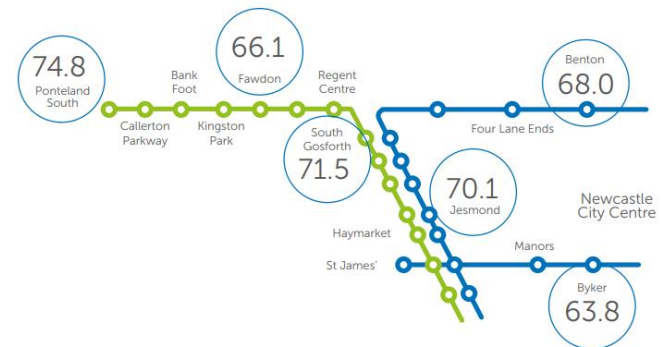 74.8
Ponteland
South
Bank
Foot
66.1
Fawdon
Regent
Centre
Benton
68.0
Callerton
Parkway
Kingston
Park
South
Gosforth
71.5
Four Lane Ends
70.1
Jesmond
Newcastle
City Centre
Haymarket
St James'
Manors
Byker
63.8